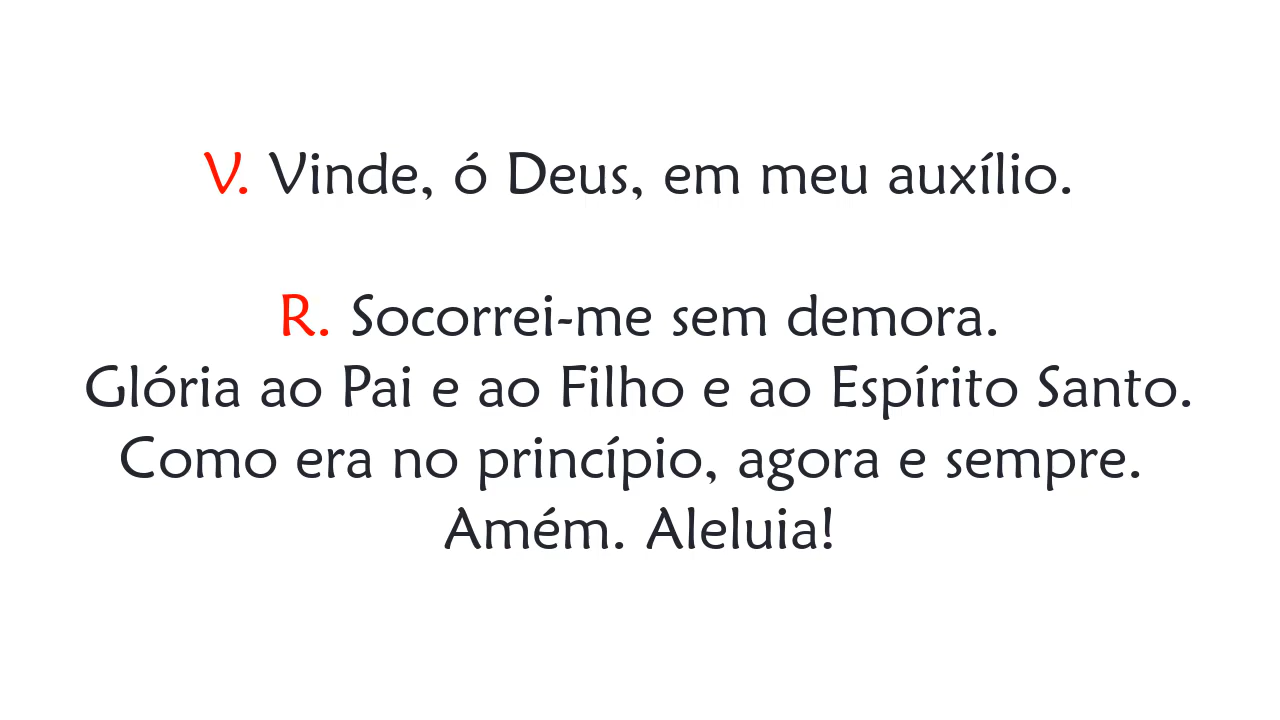 V. Vinde, ó Deus, em meu auxílio.
R. Socorrei-me sem demora.
Glória ao Pai e ao Filho e ao Espírito Santo.
Como era no princípio, agora e sempre.
Amém. Aleluia!